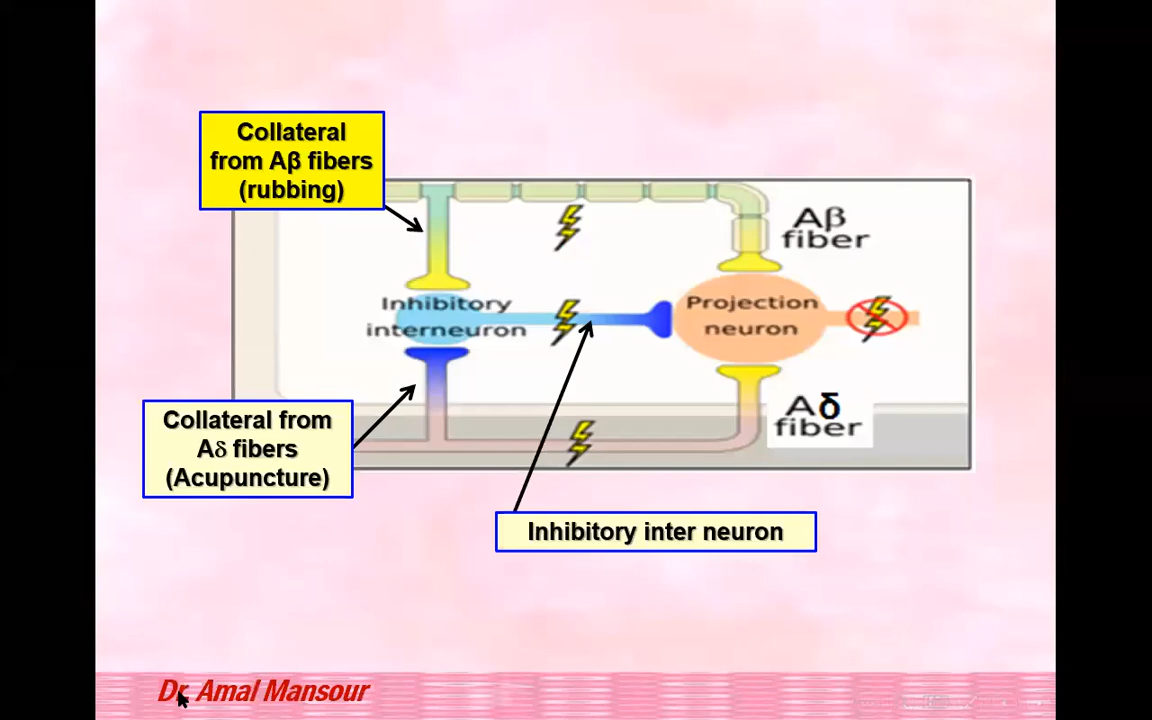 Collateral
from Aβ fibers
(rubbing)
Aβ
fiber
Inhibitory
interneuron
Projection
neuron
Collateral from
Aδ fibers
(Acupuncture)
Aδ
fiber
Inhibitory inter neuron
Dr. Amal Mansour